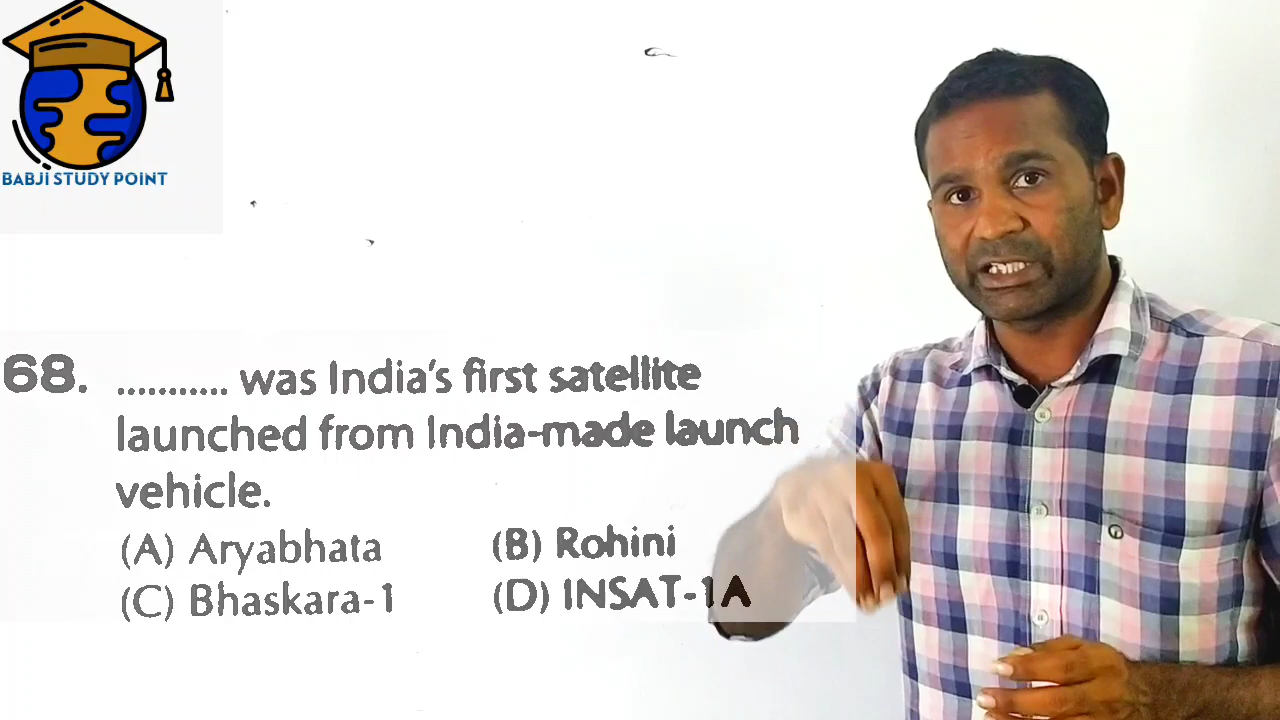 BABJI STUDY POINT
68. ........... was India's first satellite
launched from India-made launch
vehicle.
(A) Aryabhata (B) Rohini
(C) Bhaskara-1 (D) INSAT-1A